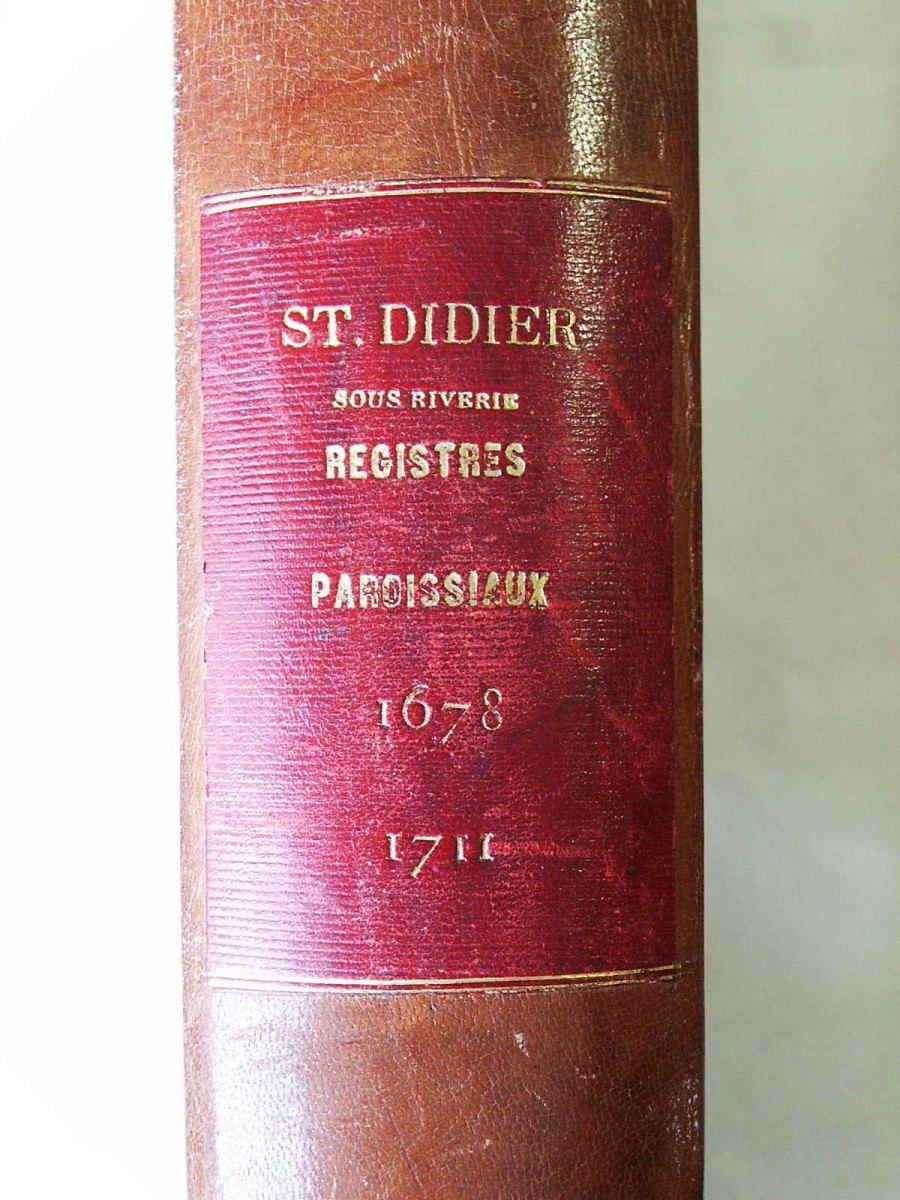 ST. DIDIER
SOUS RIVERIE
REGISTRES
PAROISSIAUX
1678
1711